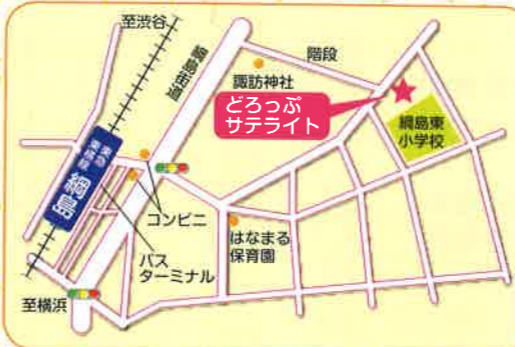 至渋谷
綱島街道
階段
諏訪神社
どろっぷ
サテライト
綱島東
小学校
東急
東横線
綱島
コンビニ
はなまる
保育園
バス
ターミナル
至横浜